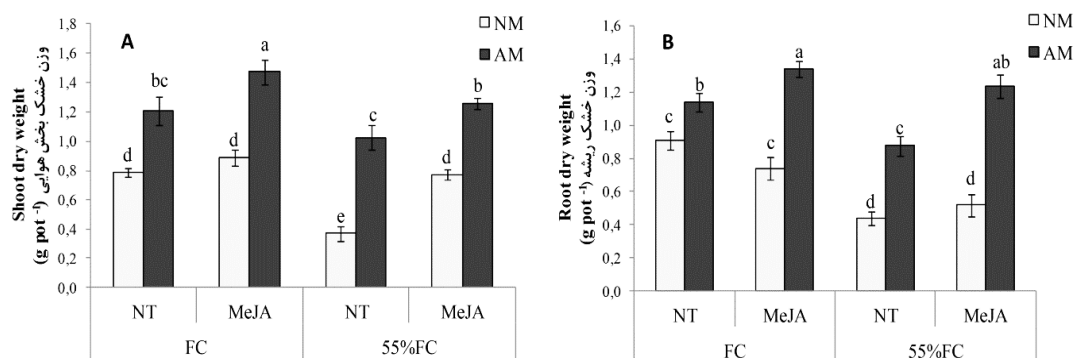 A
NM
AM
Shoot dry weight
وزن خشک بخش هوایی
(g pot -1)
1,8
1,6
1,4
1,2
1,0
0,8
0,6
0,4
0,2
0,0
d
bc
d
a
e
c
d
b
NT
MeJA
NT
MeJA
FC
55%FC
B
NM
AM
Root dry weight
وزن خشک ریشه
(g pot -1)
1,6
1,4
1,2
1,0
0,8
0,6
0,4
0,2
0,0
c
b
c
a
d
c
d
ab
NT
MeJA
NT
MeJA
FC
55%FC